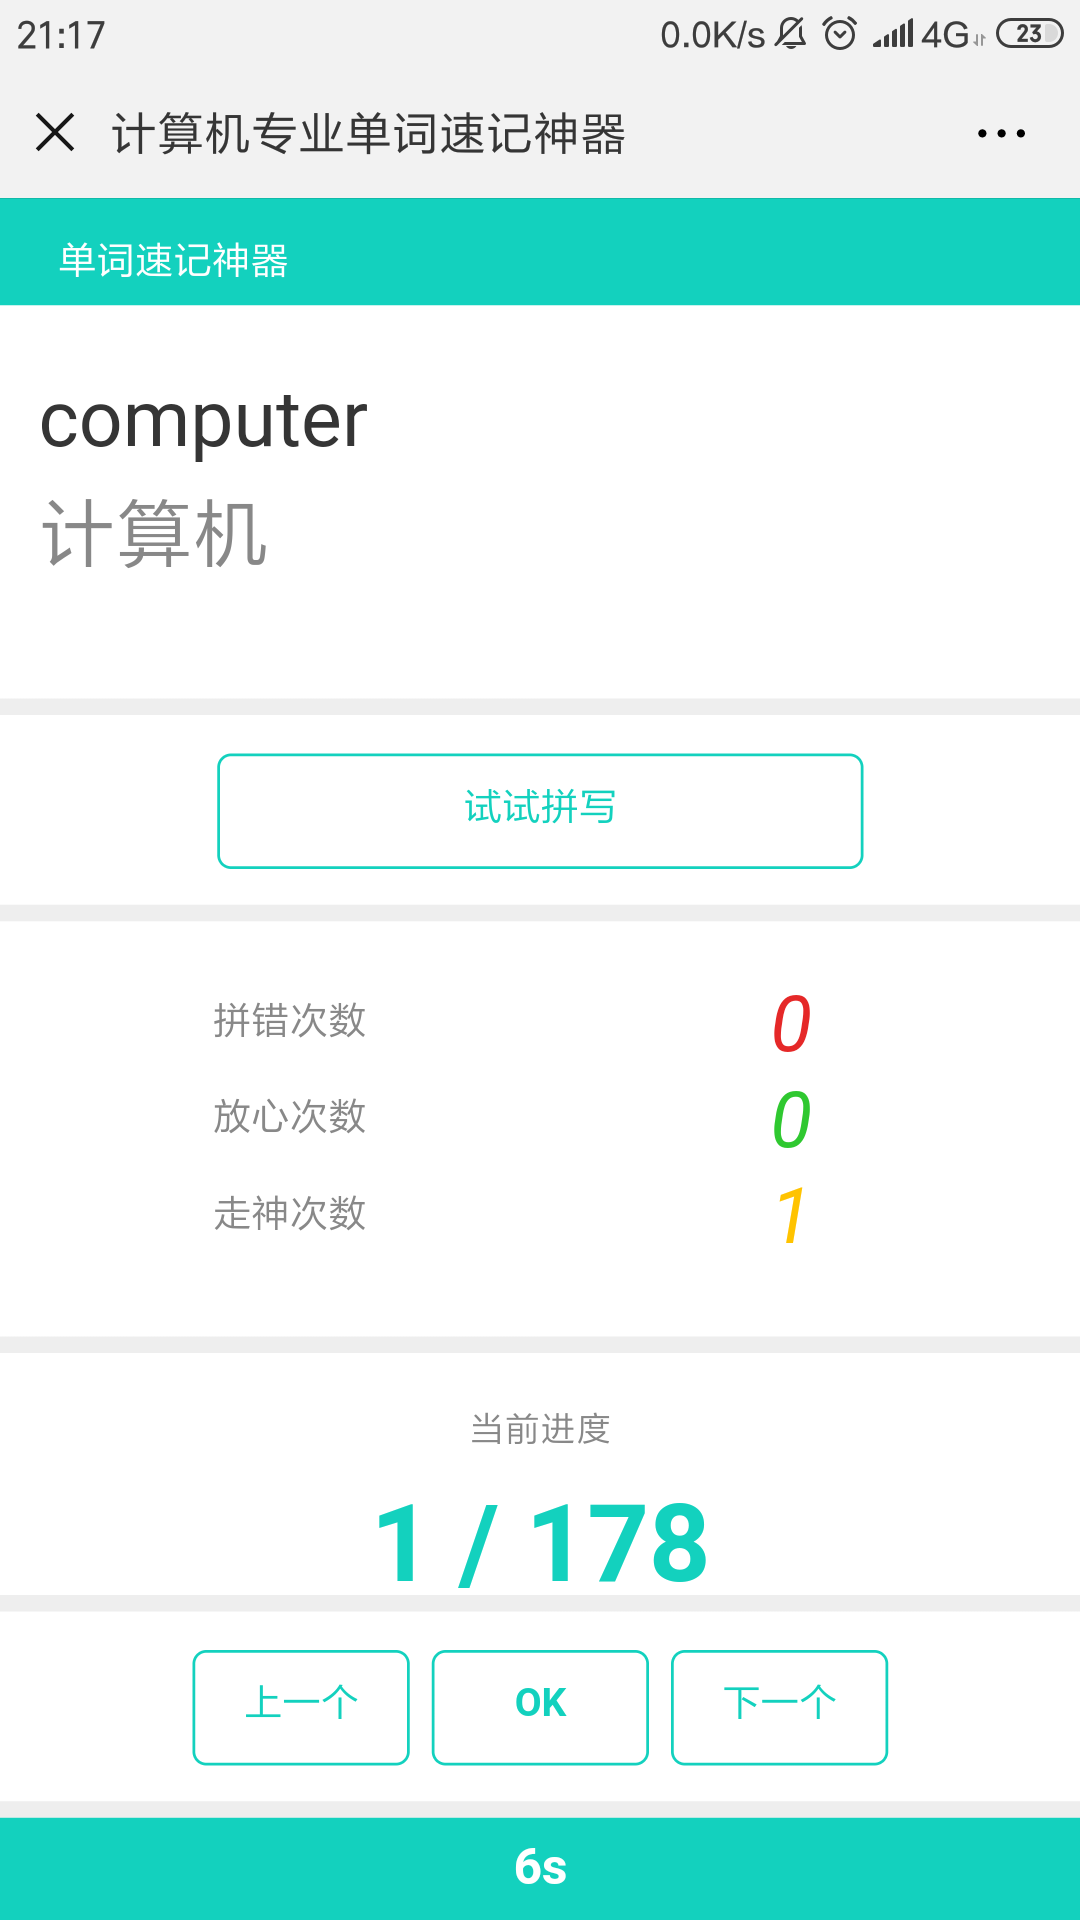 21:17
0.0K/s 4G 23
计算机专业单词速记神器
单词速记神器
computer
计算机
试试拼写
拼错次数 0
放心次数 0
走神次数 1
当前进度
1 / 178
上一个 OK 下一个
6s